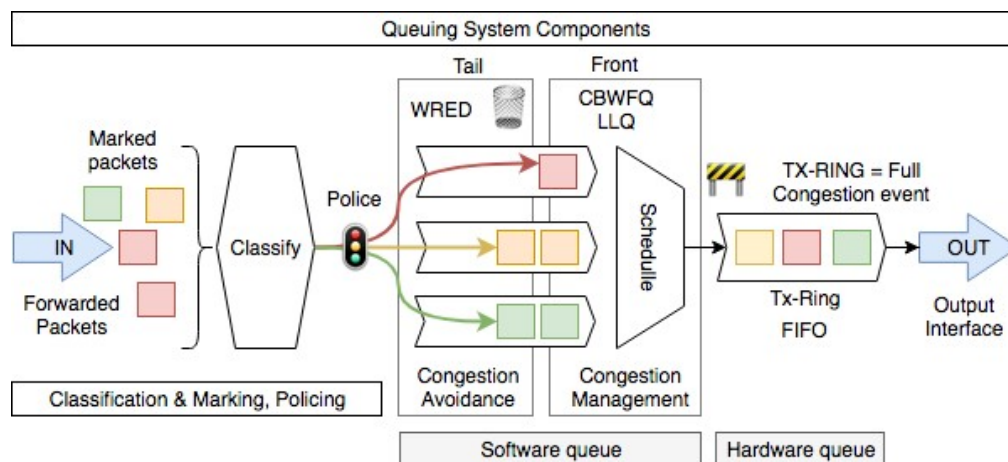 Queuing System Components
Tail
Front
WRED
CBWFQ
LLQ
Marked
packets
TX-RING = Full
Congestion event
Police
IN
Classify
Schedulle
OUT
Forwarded
Packets
Tx-Ring
FIFO
Output
Interface
Congestion
Avoidance
Congestion
Management
Classification & Marking, Policing
Software queue
Hardware queue